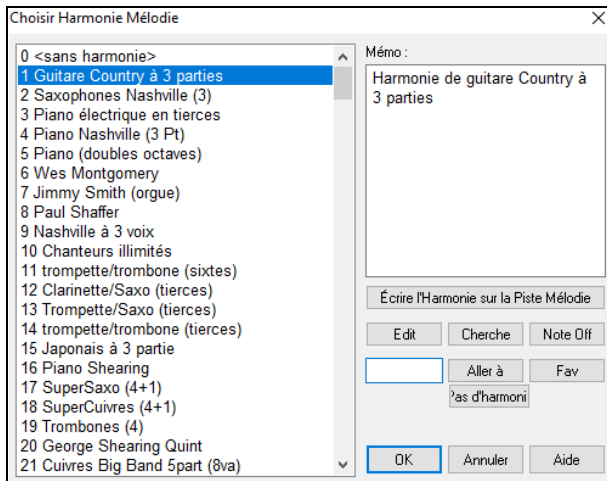 Choisir Harmonie Mélodie
0 <sans harmonie>
1 Guitare Country à 3 parties
2 Saxophones Nashville (3)
3 Piano électrique en tierces
4 Piano Nashville (3 Pt)
5 Piano (doubles octaves)
6 Wes Montgomery
7 Jimmy Smith (orgue)
8 Paul Shaffer
9 Nashville à 3 voix
10 Chanteurs illimités
11 trompette/trombone (sixtes)
12 Clarinette/Saxo (tierces)
13 Trompette/Saxo (tierces)
14 trompette/trombone (tierces)
15 Japonais à 3 partie
16 Piano Shearing
17 SuperSaxo (4+1)
18 SuperCuivres (4+1)
19 Trombones (4)
20 George Shearing Quint
21 Cuivres Big Band 5part (8va)
Mémo :
Harmonie de guitare Country à
3 parties
Écrire l'Harmonie sur la Piste Mélodie
Edit
Cherche
Note Off
Aller à
Fav
?as d'harmoni
OK
Annuler
Aide